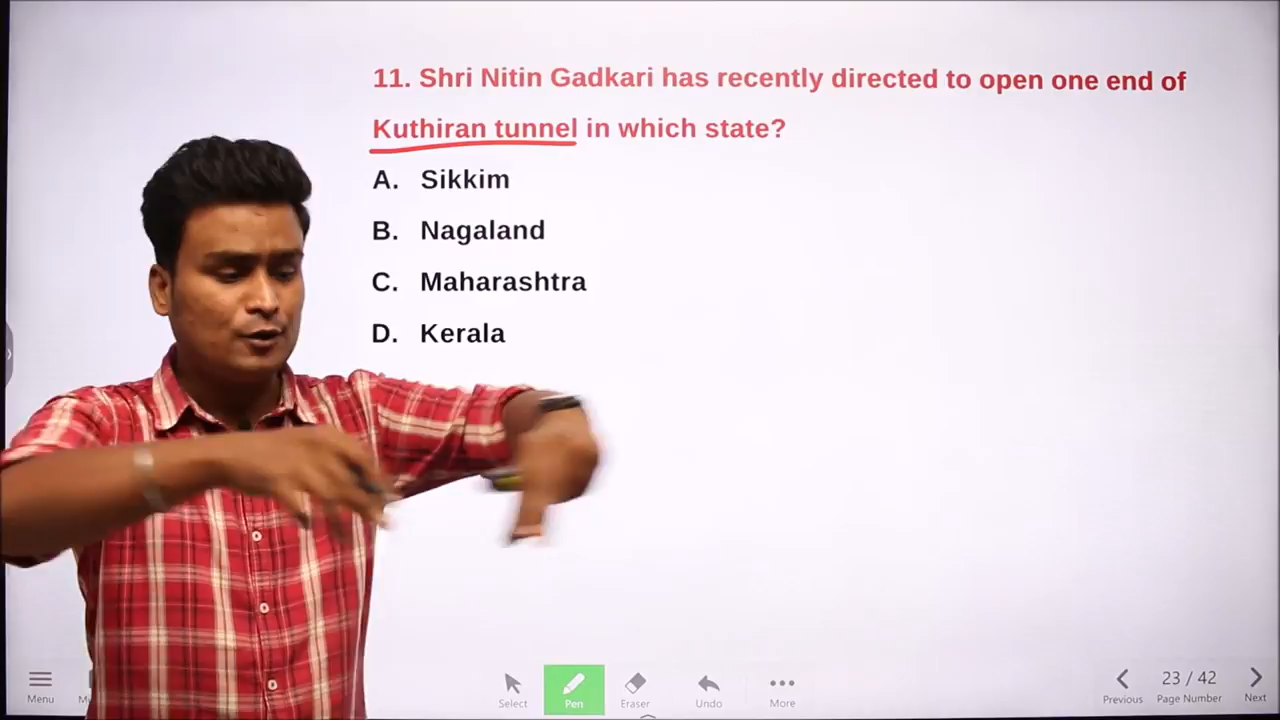 11. Shri Nitin Gadkari has recently directed to open one end of
Kuthiran tunnel in which state?
A. Sikkim
B. Nagaland
C. Maharashtra
D. Kerala
Menu
Select
Pen
Eraser
Undo
More
Previous
23 / 42
Page Number
Next